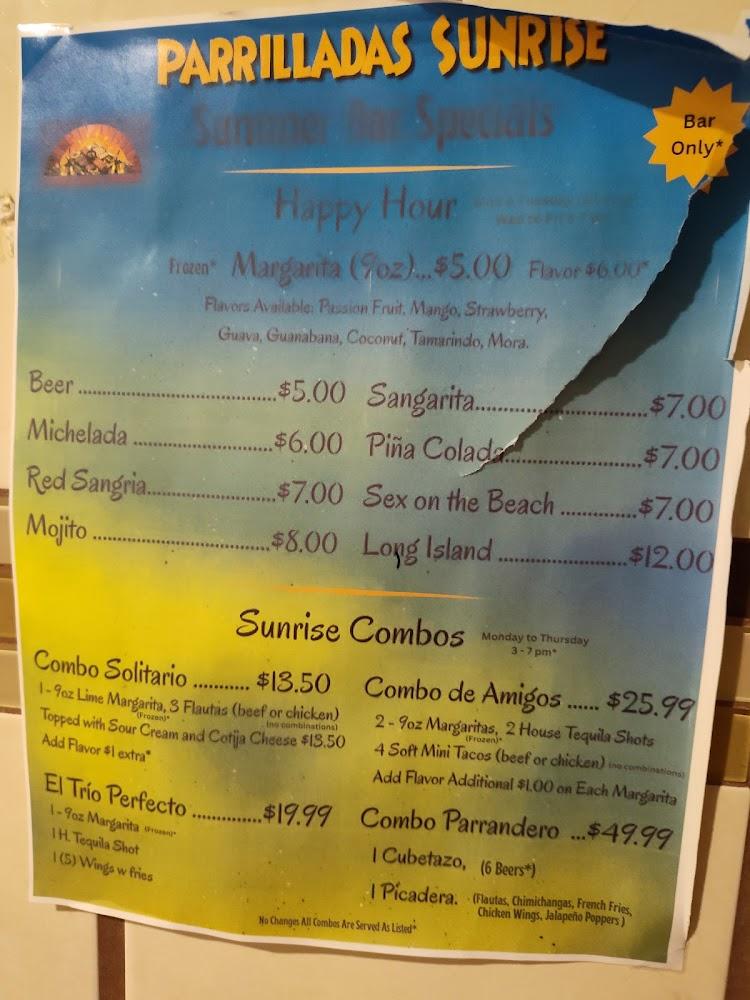 PARRILLADAS SUNRISE
Summer Bar Specials
Bar
Only*
Happy Hour
Frozen* Margarita (9oz)...$5.00 Flavor $6.00*
Flavors Available: Passion Fruit, Mango, Strawberry,
Guava, Guanabana, Coconut, Tamarindo, Mora.
Beer ....................................$5.00
Sangarita....................................$7.00
Michelada .........................$6.00
Piña Colada.............................$7.00
Red Sangria.......................$7.00
Sex on the Beach ..............$7.00
Mojito ................................$8.00
Long Island .......................$12.00
Sunrise Combos Monday to Thursday
3 - 7 pm*
Combo Solitario ........... $13.50
1 - 9oz Lime Margarita, 3 Flautas (beef or chicken)
(Frozen)* (no combinations)
Topped with Sour Cream and Cotija Cheese $13.50
Add Flavor $1 extra*
Combo de Amigos ...... $25.99
2 - 9oz Margaritas, 2 House Tequila Shots
(Frozen)*
4 Soft Mini Tacos (beef or chicken) (no combinations)
Add Flavor Additional $1.00 on Each Margarita
El Trío Perfecto ..............$19.99
1 - 9oz Margarita (Frozen)*
1 H. Tequila Shot
1 (5) Wings w fries
Combo Parrandero ...$49.99
1 Cubetazo, (6 Beers*)
1 Picadera. (Flautas, Chimichangas, French Fries,
Chicken Wings, Jalapeño Poppers )
No Changes All Combos Are Served As Listed*